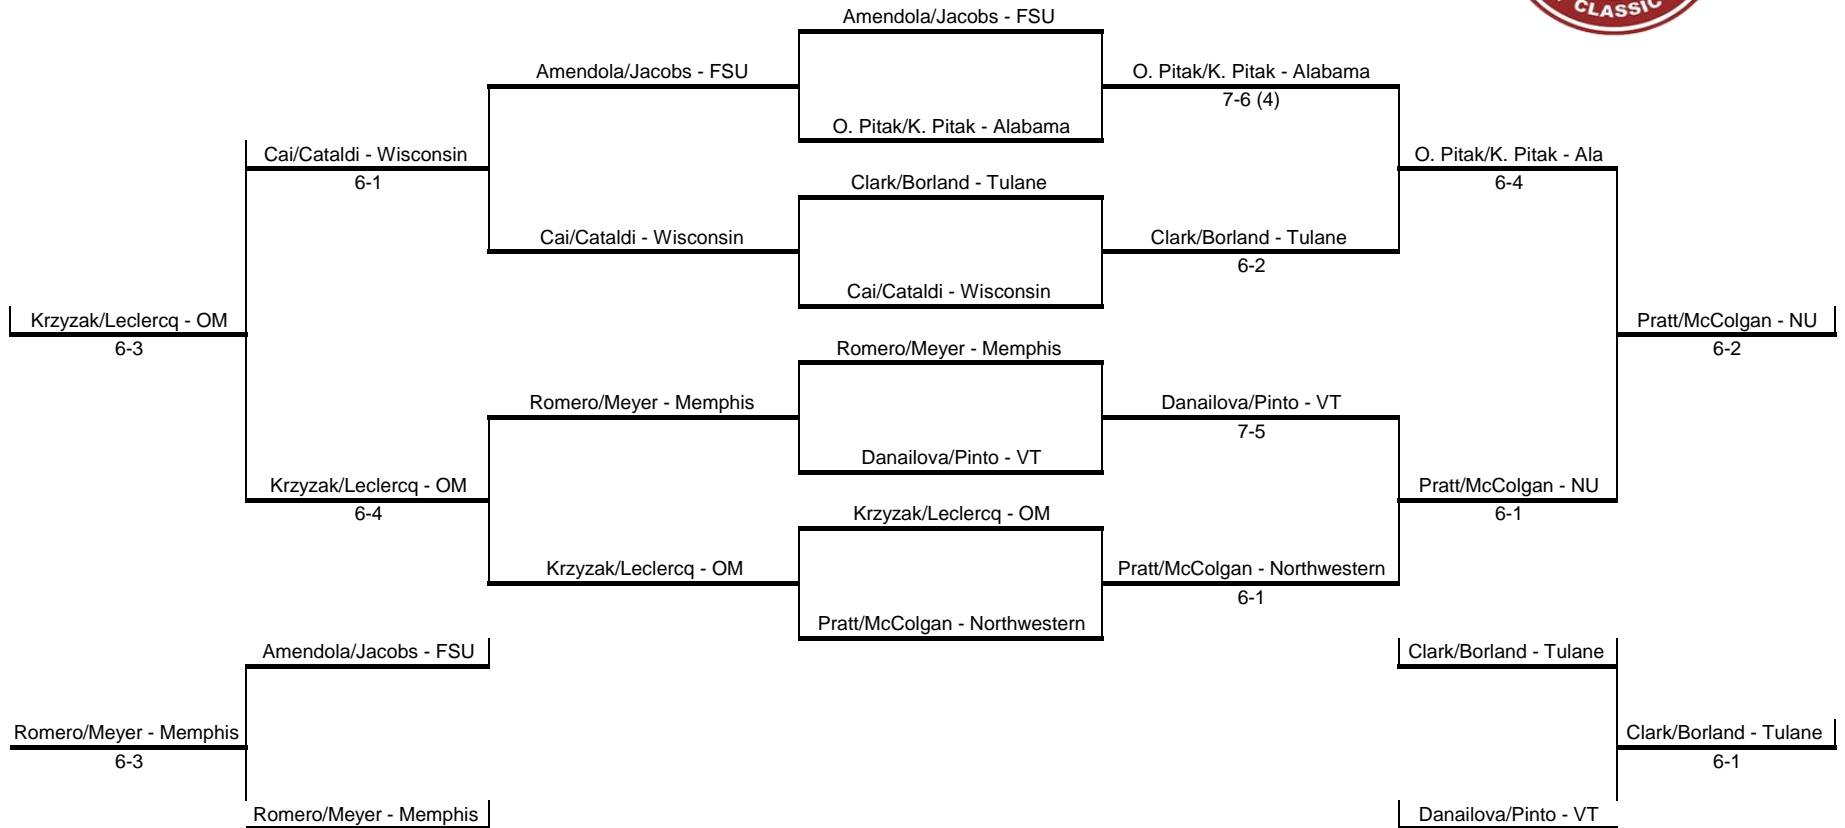 CLASSIC
Amendola/Jacobs - FSU
Amendola/Jacobs - FSU
O. Pitak/K. Pitak - Alabama
7-6 (4)
O. Pitak/K. Pitak - Alabama
Cai/Cataldi - Wisconsin
6-1
O. Pitak/K. Pitak - Ala
6-4
Clark/Borland - Tulane
Cai/Cataldi - Wisconsin
Clark/Borland - Tulane
6-2
Cai/Cataldi - Wisconsin
Krzyzak/Leclercq - OM
6-3
Pratt/McColgan - NU
6-2
Romero/Meyer - Memphis
Romero/Meyer - Memphis
Danailova/Pinto - VT
7-5
Danailova/Pinto - VT
Krzyzak/Leclercq - OM
6-4
Pratt/McColgan - NU
6-1
Krzyzak/Leclercq - OM
Krzyzak/Leclercq - OM
Pratt/McColgan - Northwestern
6-1
Pratt/McColgan - Northwestern
Amendola/Jacobs - FSU
Clark/Borland - Tulane
Romero/Meyer - Memphis
6-3
Clark/Borland - Tulane
6-1
Romero/Meyer - Memphis
Danailova/Pinto - VT